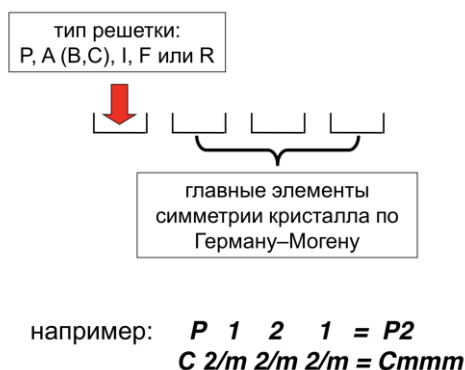 тип решетки:
P, A (B,C), I, F или R
главные элементы
симметрии кристалла по
Герману–Могену
например: P 1 2 1 = P2
C 2/m 2/m 2/m = Cmmm